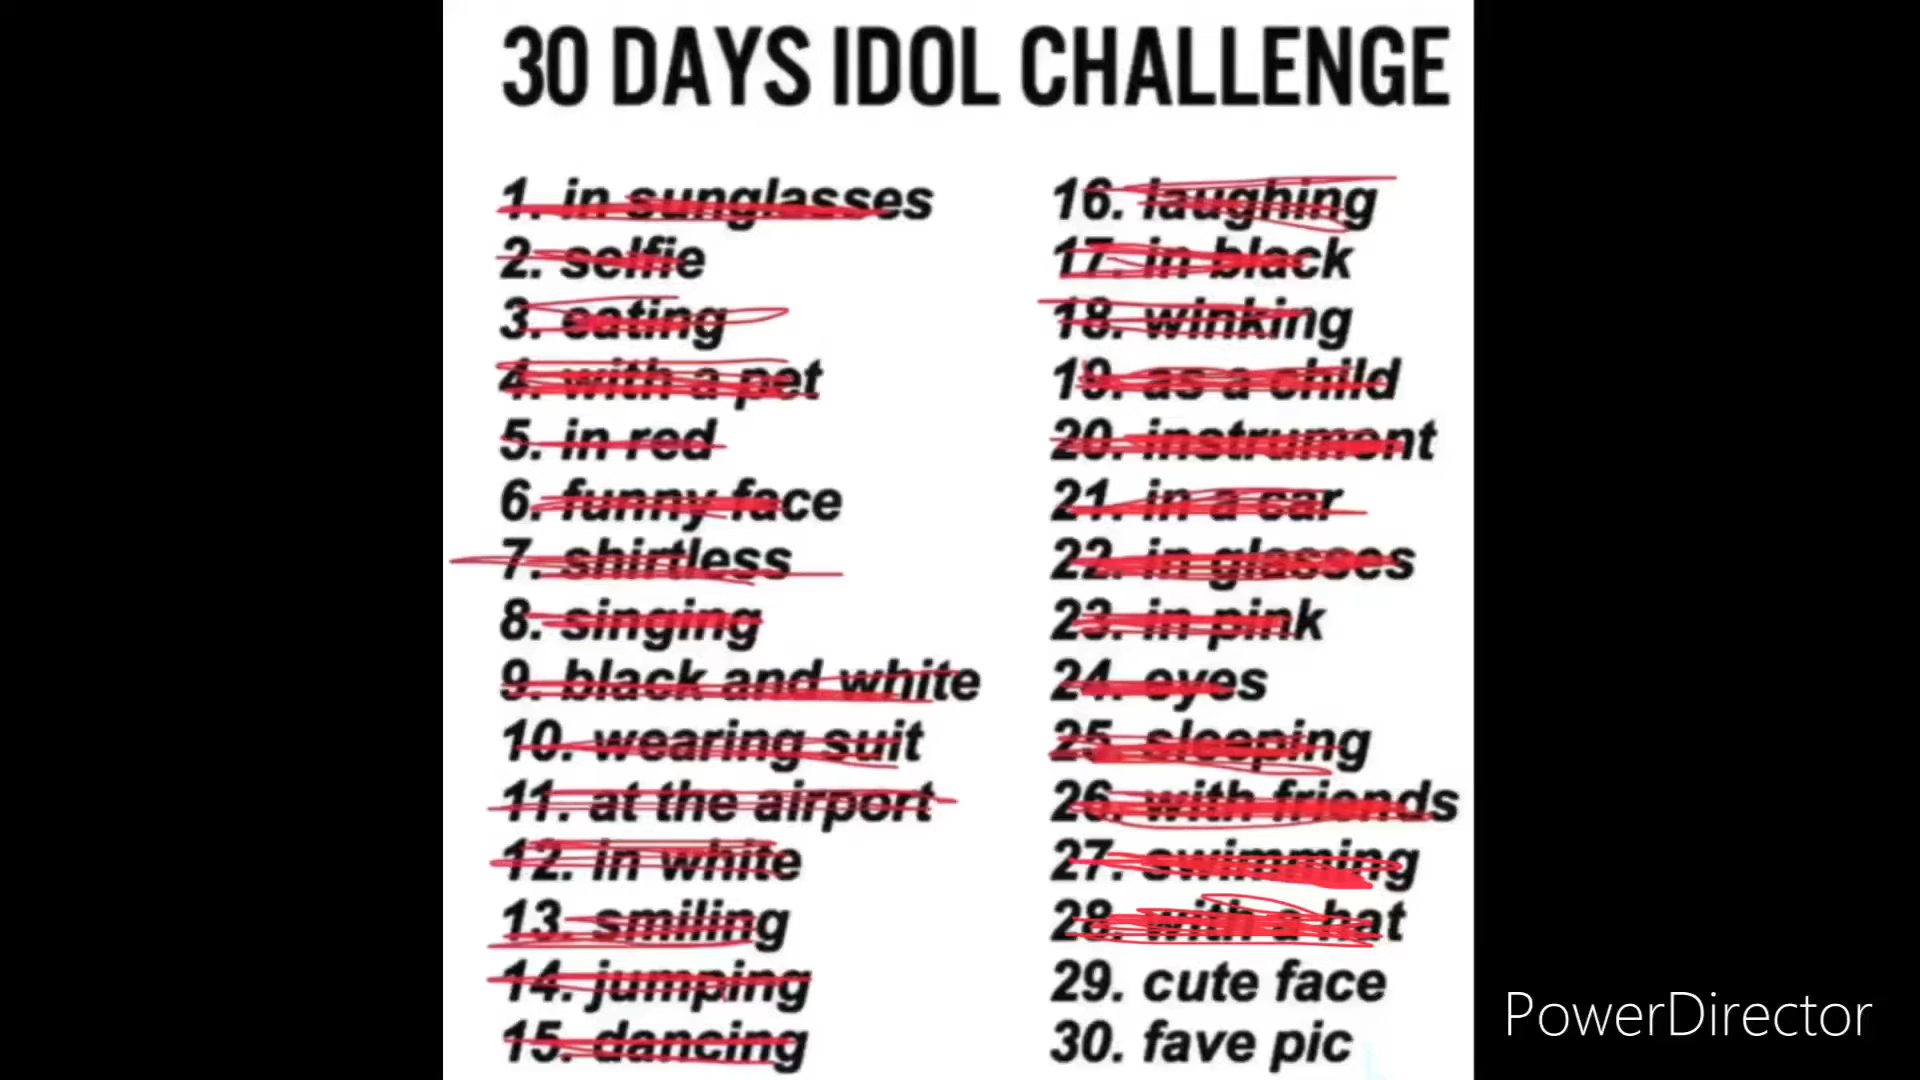 30 DAYS IDOL CHALLENGE
1. in sunglasses
2. selfie
3. eating
4. with a pet
5. in red
6. funny face
7. shirtless
8. singing
9. black and white
10. wearing suit
11. at the airport
12. in white
13. smiling
14. jumping
15. dancing
16. laughing
17. in black
18. winking
19. as a child
20. instrument
21. in a car
22. in glasses
23. in pink
24. eyes
25. sleeping
26. with friends
27. swimming
28. with a hat
29. cute face
30. fave pic
PowerDirector